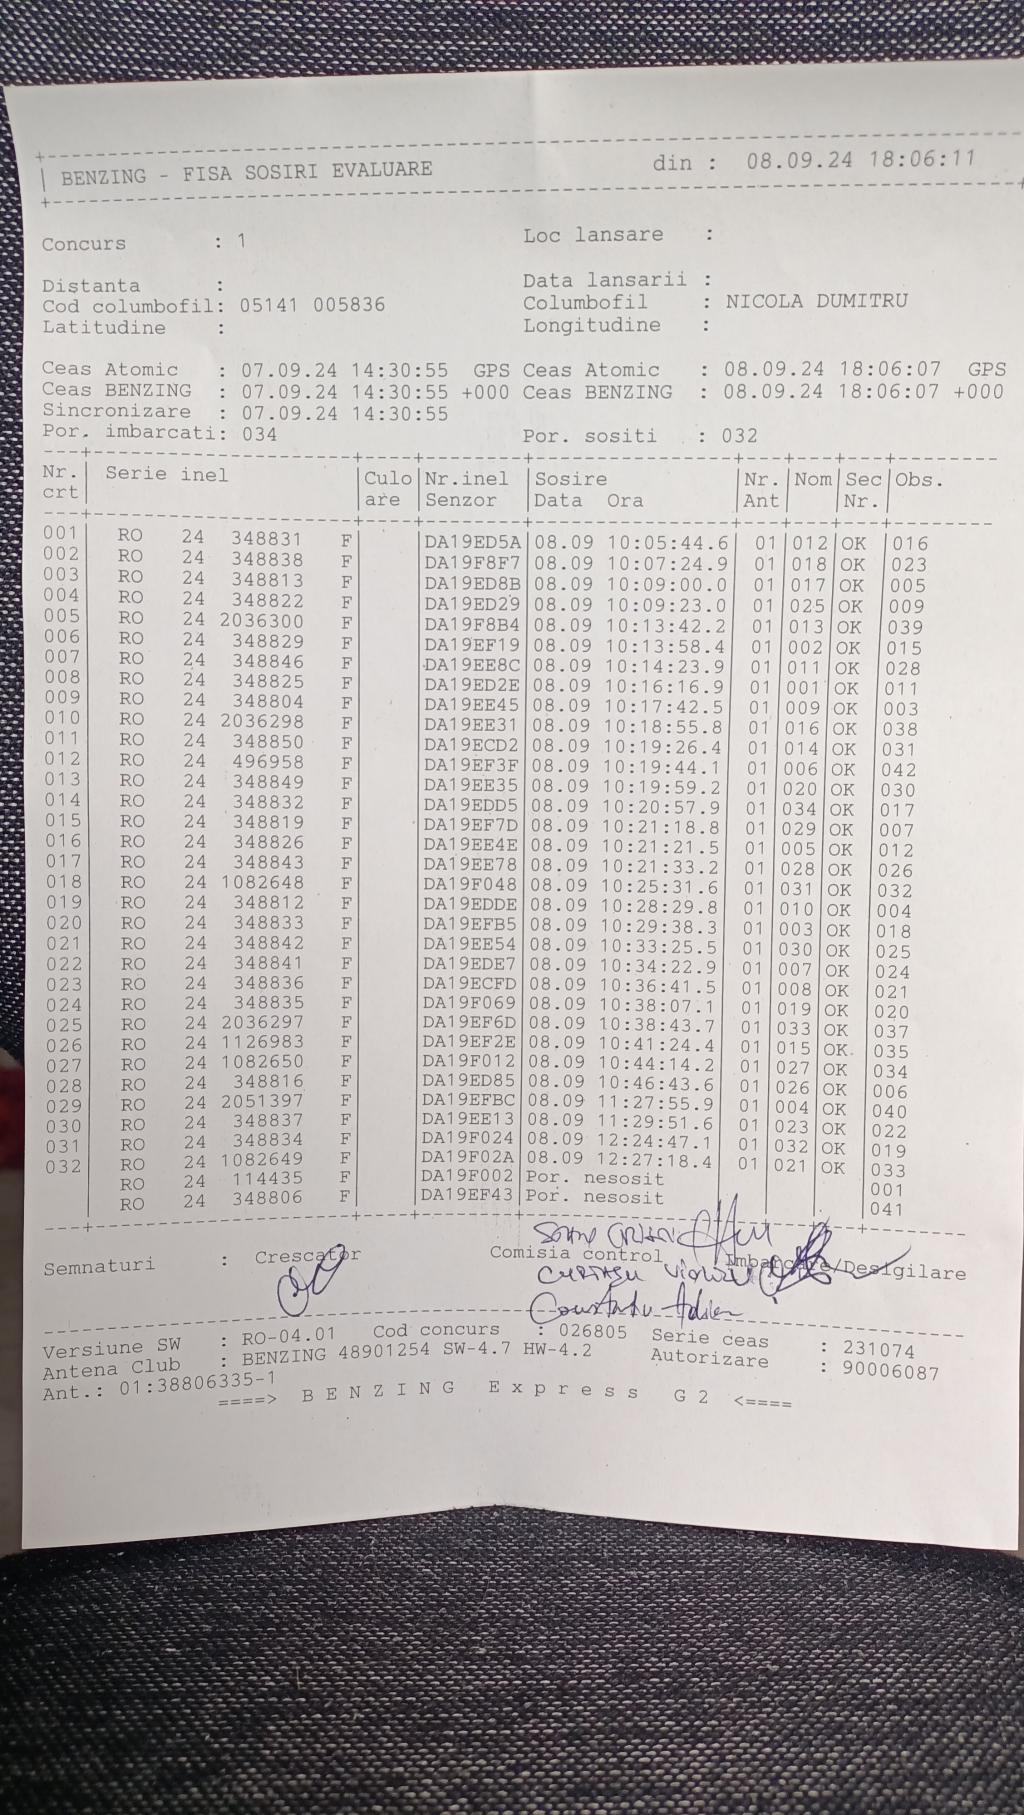 BENZING - FISA SOSIRI EVALUARE din : 08.09.24 18:06:11
Concurs : 1 Loc lansare :
Distanta : Data lansarii :
Cod columbofil: 05141 005836 Columbofil : NICOLA DUMITRU
Latitudine : Longitudine :
Ceas Atomic : 07.09.24 14:30:55 GPS Ceas Atomic : 08.09.24 18:06:07 GPS
Ceas BENZING : 07.09.24 14:30:55 +000 Ceas BENZING : 08.09.24 18:06:07 +000
Sincronizare : 07.09.24 14:30:55
Por. imbarcati: 034 Por. sositi : 032
Nr. Serie inel Culo Nr.inel Sosire Nr. Nom Sec Obs.
crt are Senzor Data Ora Ant Nr.
001 RO 24 348831 F DA19ED5A 08.09 10:05:44.6 01 012 OK 016
002 RO 24 348838 F DA19F8F7 08.09 10:07:24.9 01 018 OK 023
003 RO 24 348813 F DA19ED8B 08.09 10:09:00.0 01 017 OK 005
004 RO 24 348822 F DA19ED29 08.09 10:09:23.0 01 025 OK 009
005 RO 24 2036300 F DA19F8B4 08.09 10:13:42.2 01 013 OK 039
006 RO 24 348829 F DA19EF19 08.09 10:13:58.4 01 002 OK 015
007 RO 24 348846 F DA19EE8C 08.09 10:14:23.9 01 011 OK 028
008 RO 24 348825 F DA19ED2E 08.09 10:16:16.9 01 001 OK 011
009 RO 24 348804 F DA19EE45 08.09 10:17:42.5 01 009 OK 003
010 RO 24 2036298 F DA19EE31 08.09 10:18:55.8 01 016 OK 038
011 RO 24 348850 F DA19ECD2 08.09 10:19:26.4 01 014 OK 031
012 RO 24 496958 F DA19EF3F 08.09 10:19:44.1 01 006 OK 042
013 RO 24 348849 F DA19EE35 08.09 10:19:59.2 01 020 OK 030
014 RO 24 348832 F DA19EDD5 08.09 10:20:57.9 01 034 OK 017
015 RO 24 348819 F DA19EF7D 08.09 10:21:18.8 01 029 OK 007
016 RO 24 348826 F DA19EE4E 08.09 10:21:21.5 01 005 OK 012
017 RO 24 348843 F DA19EE78 08.09 10:21:33.2 01 028 OK 026
018 RO 24 1082648 F DA19F048 08.09 10:25:31.6 01 031 OK 032
019 RO 24 348812 F DA19EDDE 08.09 10:28:29.8 01 010 OK 004
020 RO 24 348833 F DA19EFB5 08.09 10:29:38.3 01 003 OK 018
021 RO 24 348842 F DA19EE54 08.09 10:33:25.5 01 030 OK 025
022 RO 24 348841 F DA19EDE7 08.09 10:34:22.9 01 007 OK 024
023 RO 24 348836 F DA19ECFD 08.09 10:36:41.5 01 008 OK 021
024 RO 24 348835 F DA19F069 08.09 10:38:07.1 01 019 OK 020
025 RO 24 2036297 F DA19EF6D 08.09 10:38:43.7 01 033 OK 037
026 RO 24 1126983 F DA19EF2E 08.09 10:41:24.4 01 015 OK 035
027 RO 24 1082650 F DA19F012 08.09 10:44:14.2 01 027 OK 034
028 RO 24 348816 F DA19ED85 08.09 10:46:43.6 01 026 OK 006
029 RO 24 2051397 F DA19EFBC 08.09 11:27:55.9 01 004 OK 040
030 RO 24 348837 F DA19EE13 08.09 11:29:51.6 01 023 OK 022
031 RO 24 348834 F DA19F024 08.09 12:24:47.1 01 032 OK 019
032 RO 24 1082649 F DA19F02A 08.09 12:27:18.4 01 021 OK 033
RO 24 114435 F DA19F002 Por. nesosit 001
RO 24 348806 F DA19EF43 Por. nesosit 041
Semnaturi : Crescator Comisia control Imbarcare/Desigilare
Versiune SW : RO-04.01 Cod concurs : 026805 Serie ceas : 231074
Antena Club : BENZING 48901254 SW-4.7 HW-4.2 Autorizare : 90006087
Ant.: 01:38806335-1
====> B E N Z I N G E x p r e s s G 2 <====